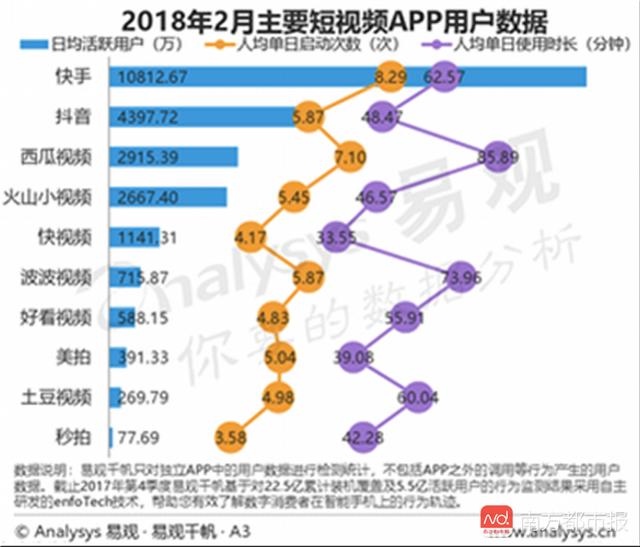 2018年2月主要短视频APP用户数据
日均活跃用户（万） 人均单日启动次数（次） 人均单日使用时长（分钟）
快手 10812.67 8.29 62.57
抖音 4397.72 5.87 48.47
西瓜视频 2915.39 7.10 85.89
火山小视频 2667.40 5.45 46.57
快视频 1141.31 4.17 33.55
波波视频 715.87 5.87 73.96
好看视频 588.15 4.83 55.91
美拍 391.33 5.04 39.08
土豆视频 269.79 4.98 60.04
秒拍 77.69 3.58 42.28
Analysys 易观
你要的数据分析
数据说明：易观千帆只对独立APP中的用户数据进行检测统计，不包括APP之外的调用等行为产生的用户
数据。截止2017年第4季度易观千帆基于对22.5亿累计装机覆盖及5.5亿活跃用户的行为监测结果采用自主
研发的enfoTech技术，帮助您有效了解数字消费者在智能手机上的行为轨迹。
© Analysys 易观 · 易观千帆 · A3 www.analysys.cn
南方都市报